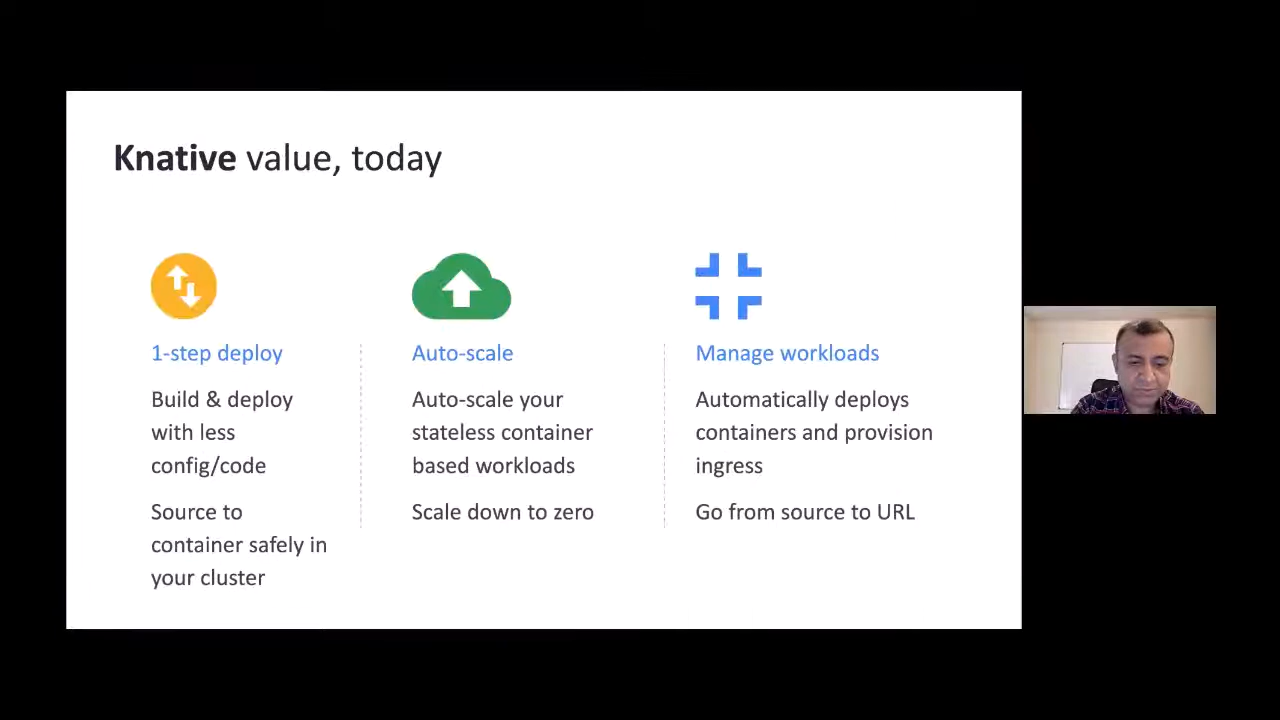 Knative value, today
1-step deploy
Build & deploy
with less
config/code
Source to
container safely in
your cluster
Auto-scale
Auto-scale your
stateless container
based workloads
Scale down to zero
Manage workloads
Automatically deploys
containers and provision
ingress
Go from source to URL